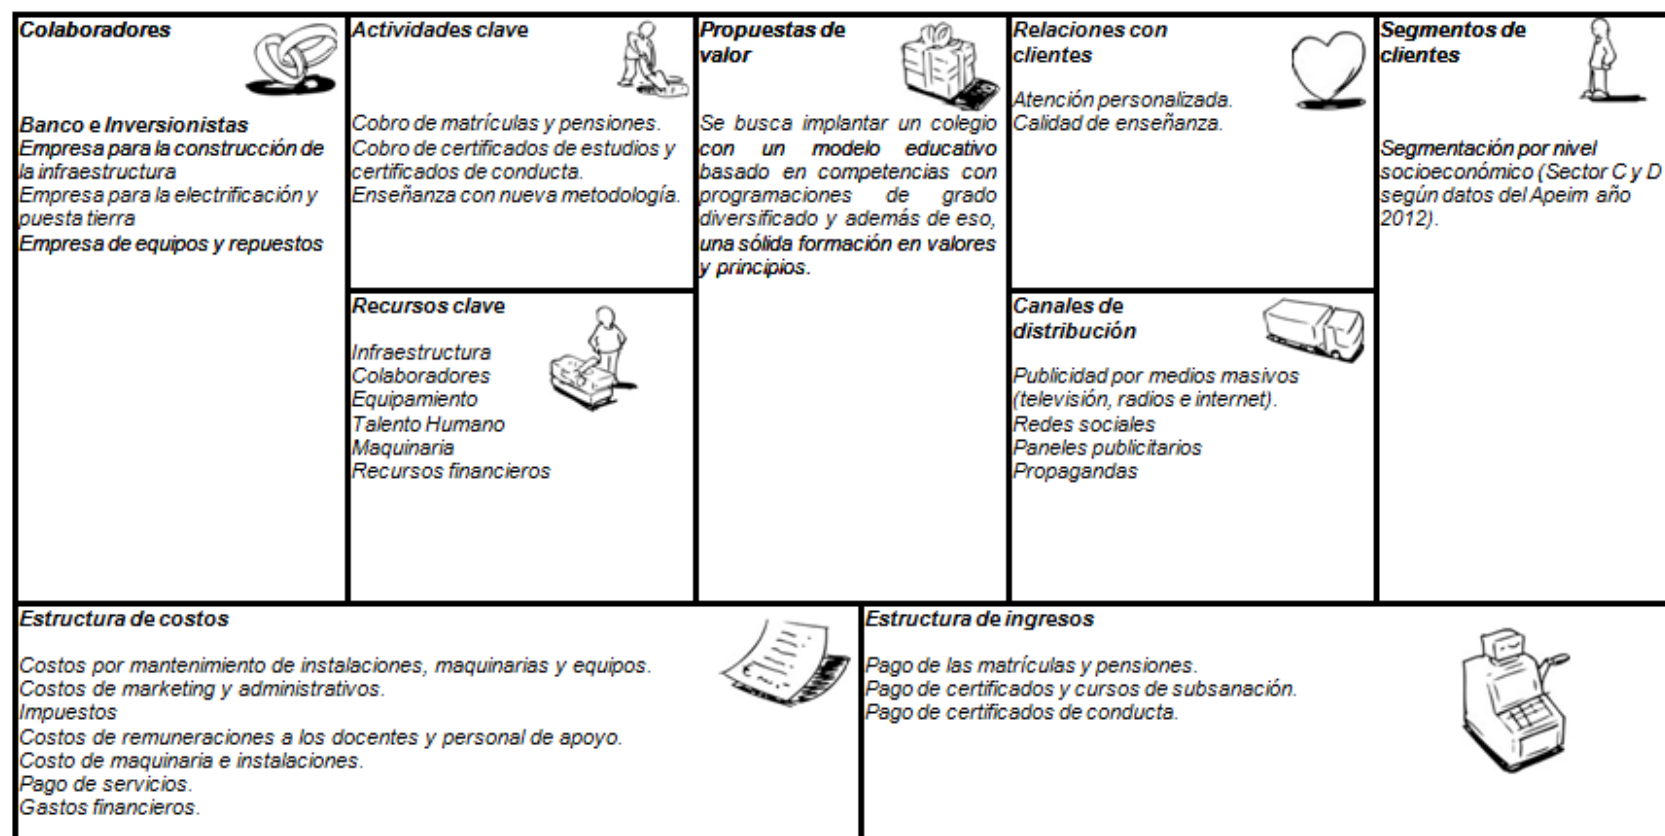 Colaboradores
Banco e Inversionistas
Empresa para la construcción de
la infraestructura
Empresa para la electrificación y
puesta tierra
Empresa de equipos y repuestos
Actividades clave
Cobro de matrículas y pensiones.
Cobro de certificados de estudios y
certificados de conducta.
Enseñanza con nueva metodología.
Recursos clave
Infraestructura
Colaboradores
Equipamiento
Talento Humano
Maquinaria
Recursos financieros
Propuestas de
valor
Se busca implantar un colegio
con un modelo educativo
basado en competencias con
programaciones de grado
diversificado y además de eso,
una sólida formación en valores
y principios.
Relaciones con
clientes
Atención personalizada.
Calidad de enseñanza.
Canales de
distribución
Publicidad por medios masivos
(televisión, radios e internet).
Redes sociales
Paneles publicitarios
Propagandas
Segmentos de
clientes
Segmentación por nivel
socioeconómico (Sector C y D
según datos del Apeim año
2012).
Estructura de costos
Costos por mantenimiento de instalaciones, maquinarias y equipos.
Costos de marketing y administrativos.
Impuestos
Costos de remuneraciones a los docentes y personal de apoyo.
Costo de maquinaria e instalaciones.
Pago de servicios.
Gastos financieros.
Estructura de ingresos
Pago de las matrículas y pensiones.
Pago de certificados y cursos de subsanación.
Pago de certificados de conducta.